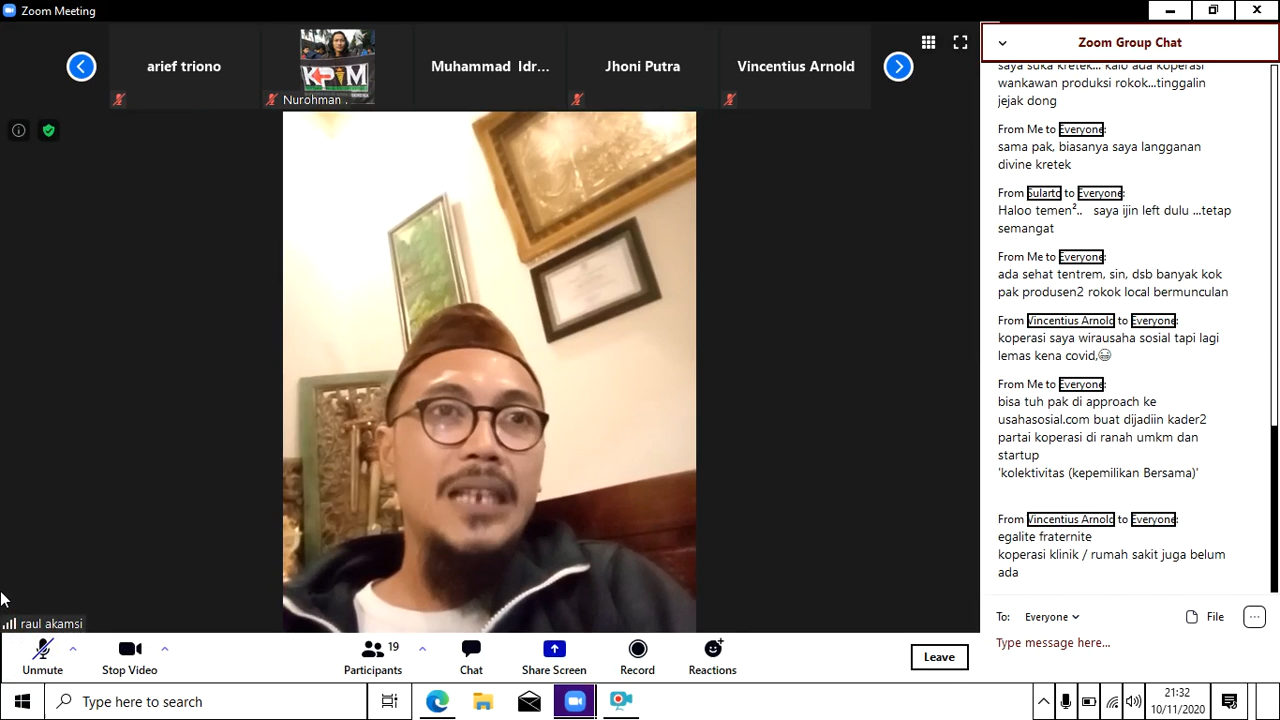 Zoom Meeting
arief triono
KPM
Nurohman .
Muhammad Idr...
Jhoni Putra
Vincentius Arnold
Zoom Group Chat
saya suka kretek... kalo ada koperasi
wankawan produksi rokok...tinggalin
jejak dong
From Me to Everyone:
sama pak, biasanya saya langganan
divine kretek
From Sularto to Everyone:
Haloo temen².. saya ijin left dulu ...tetap
semangat
From Me to Everyone:
ada sehat tentrem, sin, dsb banyak kok
pak produsen2 rokok local bermunculan
From Vincentius Arnold to Everyone:
koperasi saya wirausaha sosial tapi lagi
lemas kena covid,😷
From Me to Everyone:
bisa tuh pak di approach ke
usahasosial.com buat dijadiin kader2
partai koperasi di ranah umkm dan
startup
'kolektivitas (kepemilikan Bersama)'
From Vincentius Arnold to Everyone:
egalite fraternite
koperasi klinik / rumah sakit juga belum
ada
To: Everyone
File
Type message here...
raul akamsi
Unmute
Stop Video
19
Participants
Chat
Share Screen
Record
Reactions
Leave
Type here to search
21:32
10/11/2020